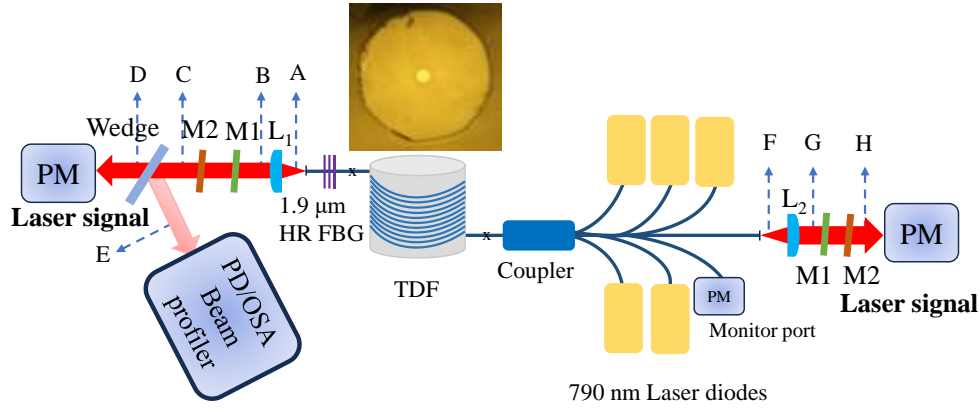 D
C
B
A
Wedge
M2
M1
L1
PM
Laser signal
1.9 μm
HR FBG
E
PD/OSA
Beam
profiler
TDF
Coupler
PM
Monitor port
790 nm Laser diodes
F
G
H
L2
M1
M2
PM
Laser signal
x
x